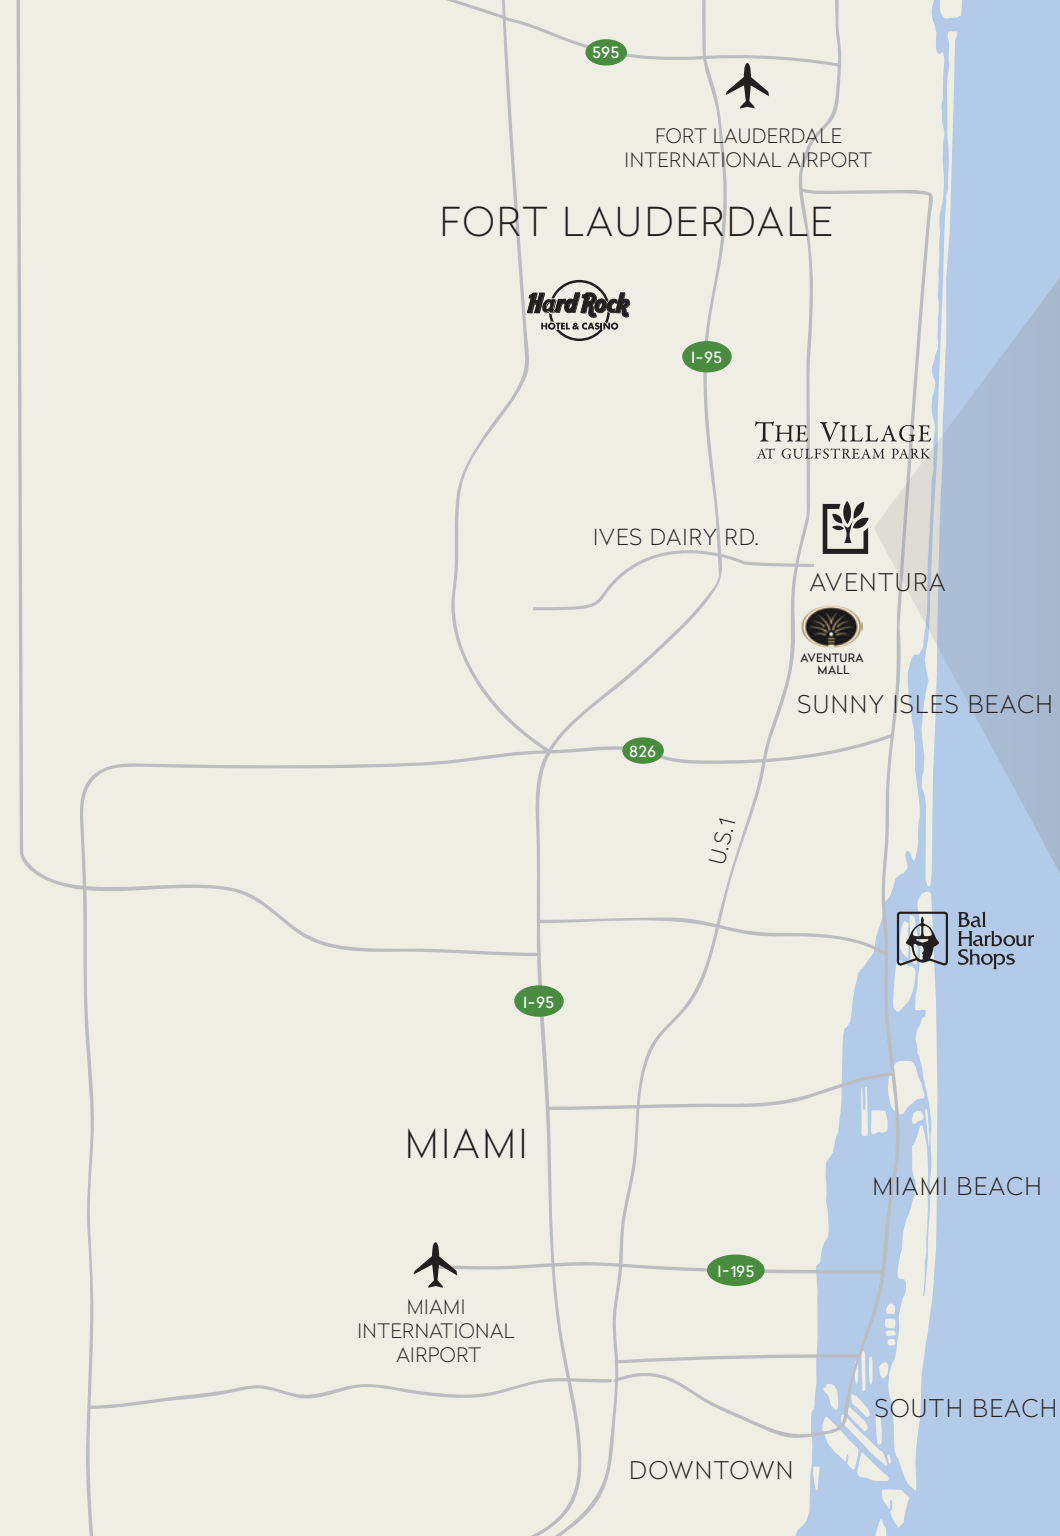 595
FORT LAUDERDALE
INTERNATIONAL AIRPORT
FORT LAUDERDALE
Hard Rock
HOTEL & CASINO
I-95
THE VILLAGE
AT GULFSTREAM PARK
IVES DAIRY RD.
AVENTURA
AVENTURA
MALL
SUNNY ISLES BEACH
826
U.S.1
Bal
Harbour
Shops
I-95
MIAMI
MIAMI BEACH
I-195
MIAMI
INTERNATIONAL
AIRPORT
SOUTH BEACH
DOWNTOWN